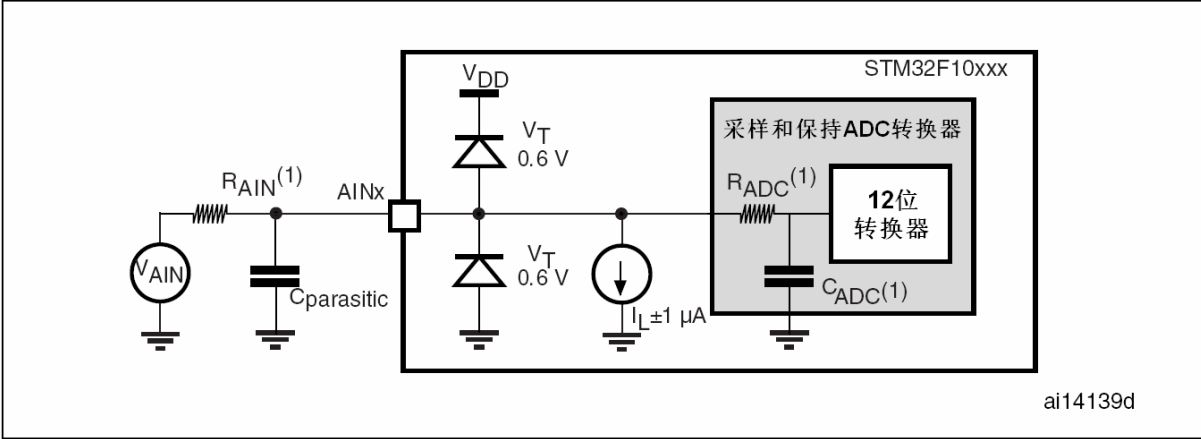 STM32F10xxx
VDD
采样和保持ADC转换器
VT
0.6 V
RAIN(1)
AINx
RADC(1)
12位
转换器
VAIN
Cparasitic
VT
0.6 V
IL±1 µA
CADC(1)
ai14139d